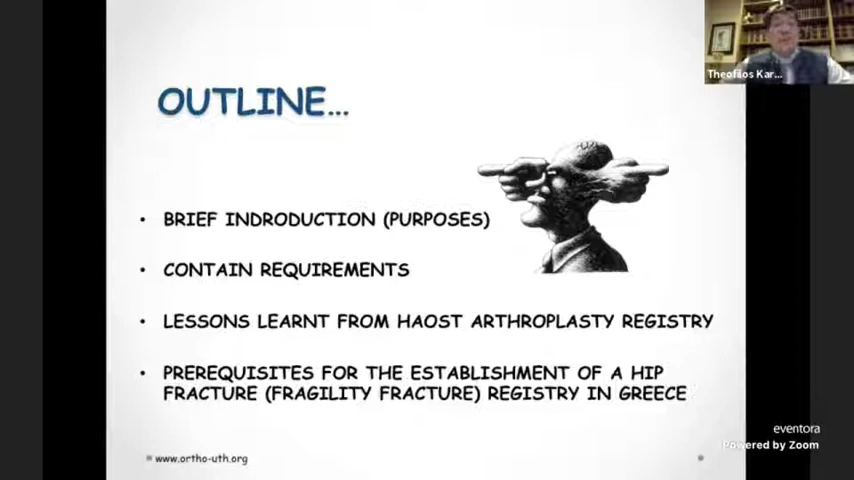 Theofilos Kar...
OUTLINE...
• BRIEF INDRODUCTION (PURPOSES)
• CONTAIN REQUIREMENTS
• LESSONS LEARNT FROM HAOST ARTHROPLASTY REGISTRY
• PREREQUISITES FOR THE ESTABLISHMENT OF A HIP
FRACTURE (FRAGILITY FRACTURE) REGISTRY IN GREECE
www.ortho-uth.org
eventora
Powered by Zoom